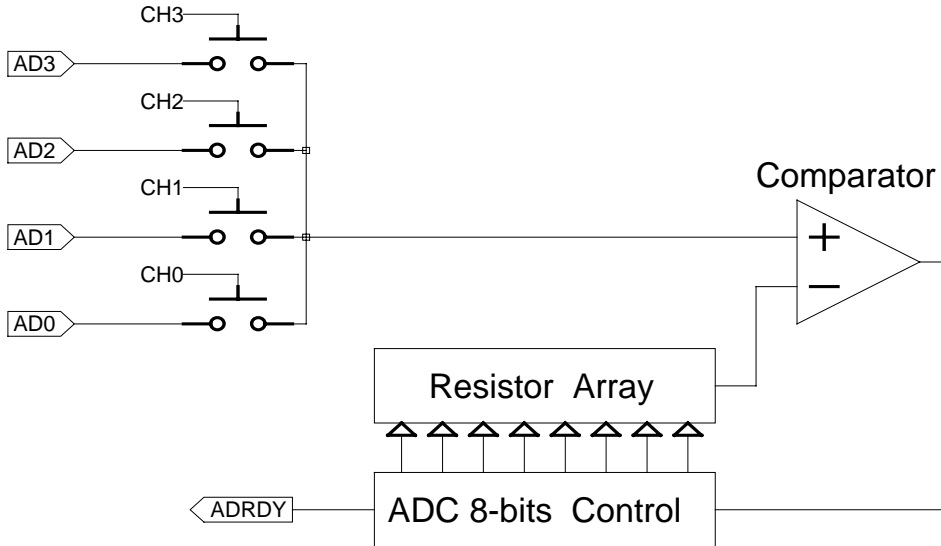 CH3
AD3
CH2
AD2
CH1
AD1
CH0
AD0
Comparator
Resistor Array
ADRDY
ADC 8-bits Control